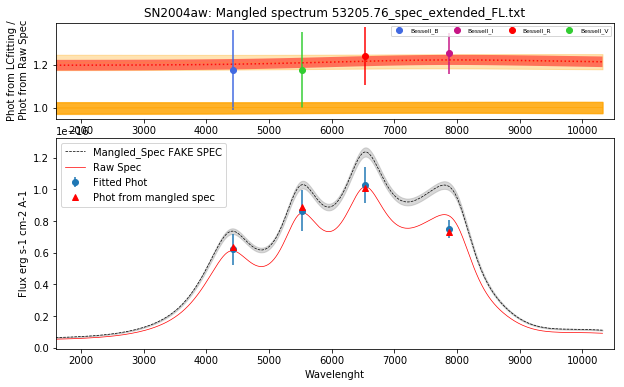 SN2004aw: Mangled spectrum 53205.76_spec_extended_FL.txt
Phot from LCfitting /
Phot from Raw Spec
Bessell_B
Bessell_I
Bessell_R
Bessell_V
1.2
1.0
2000 3000 4000 5000 6000 7000 8000 9000 10000
Mangled_Spec FAKE SPEC
Raw Spec
Fitted Phot
Phot from mangled spec
Flux erg s-1 cm-2 A-1
1.2
1.0
0.8
0.6
0.4
0.2
0.0
2000 3000 4000 5000 6000 7000 8000 9000 10000
Wavelenght